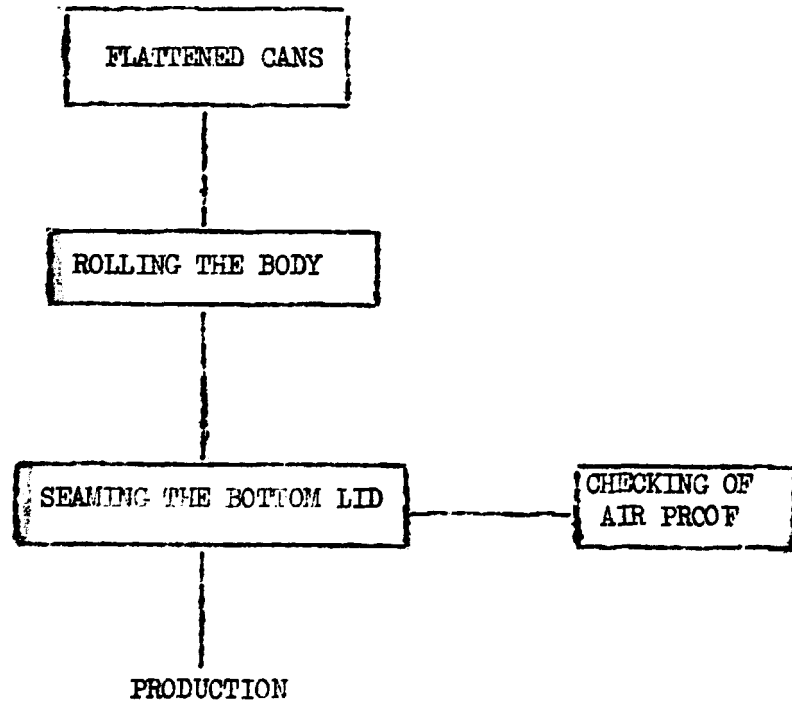 FLATTENED CANS
ROLLING THE BODY
SEAMING THE BOTTOM LID
CHECKING OF
AIR PROOF
PRODUCTION